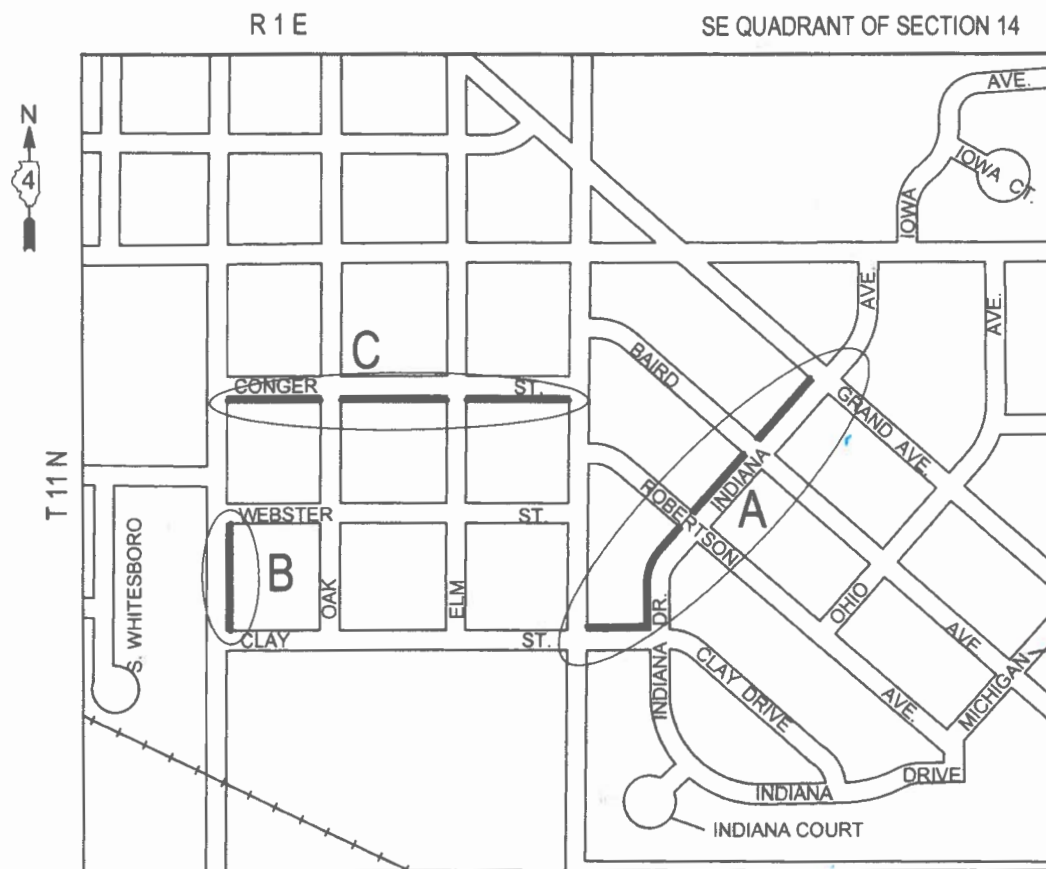 R 1 E
SE QUADRANT OF SECTION 14
N
4
T 11 N
AVE.
IOWA CT.
IOWA
AVE.
AVE.
C
CONGER ST.
BAIRD
GRAND AVE.
INDIANA
A
ROBERTSON
WEBSTER ST.
S. WHITESBORO
B
OAK
ELM
DR.
OHIO
AVE
CLAY ST.
INDIANA
CLAY DRIVE
AVE.
MICHIGAN
INDIANA DRIVE
INDIANA COURT